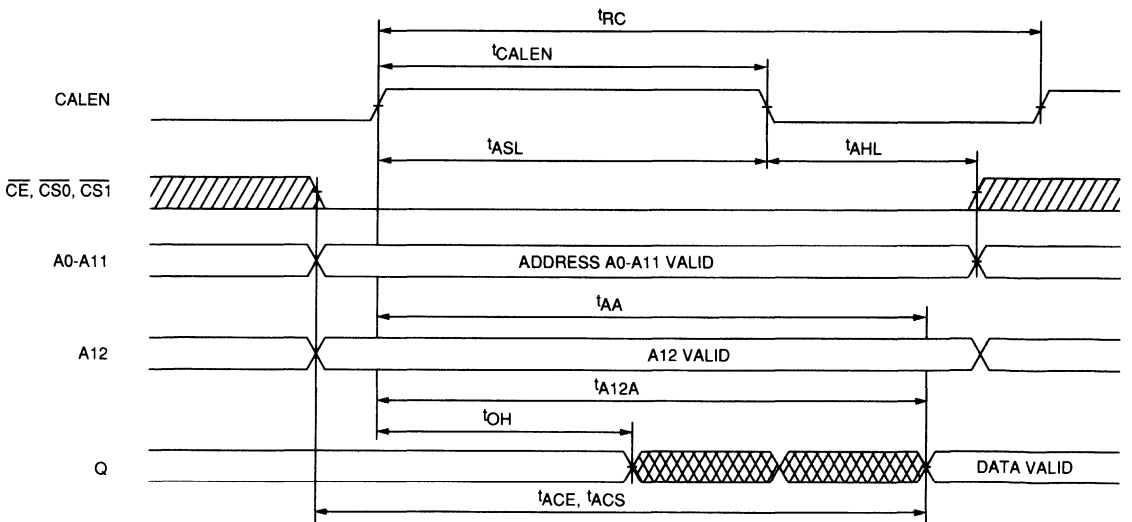 tRC
tCALEN
CALEN
tASL
tAHL
CE, CS0, CS1
A0-A11
ADDRESS A0-A11 VALID
tAA
A12
A12 VALID
tA12A
tOH
Q
DATA VALID
tACE, tACS